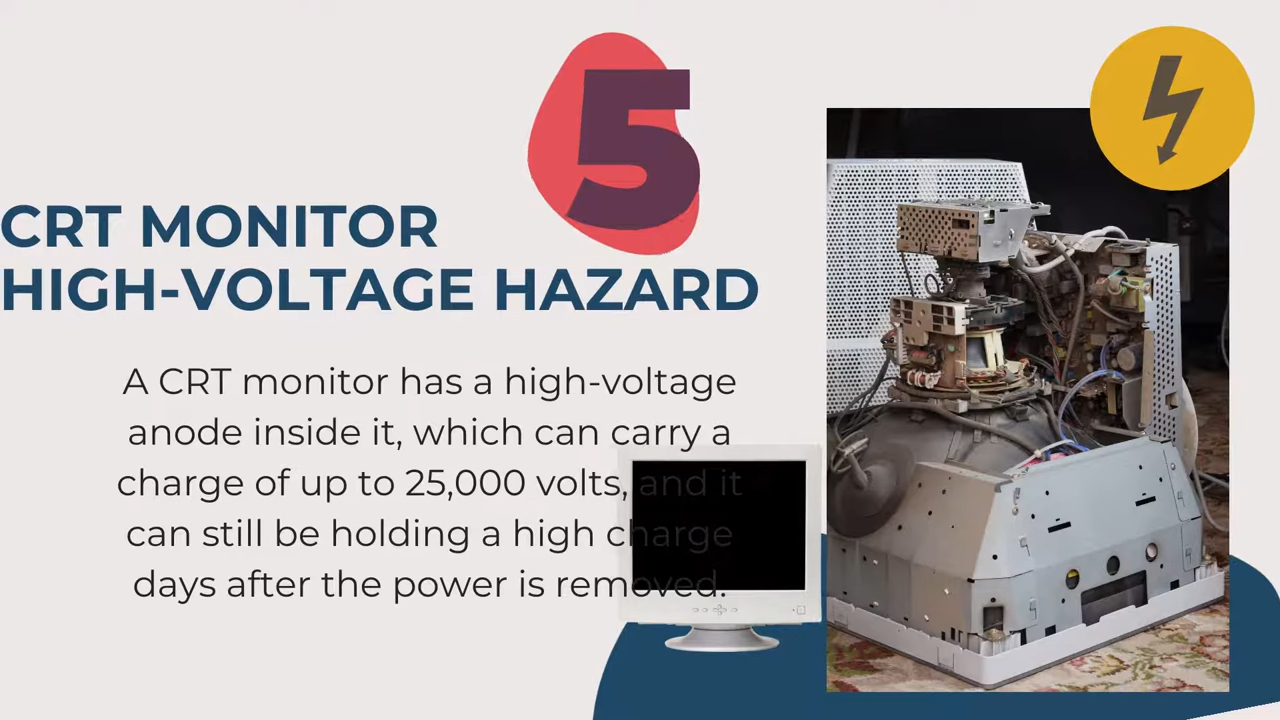 5
CRT MONITOR
HIGH-VOLTAGE HAZARD
A CRT monitor has a high-voltage
anode inside it, which can carry a
charge of up to 25,000 volts, and it
can still be holding a high charge
days after the power is removed.